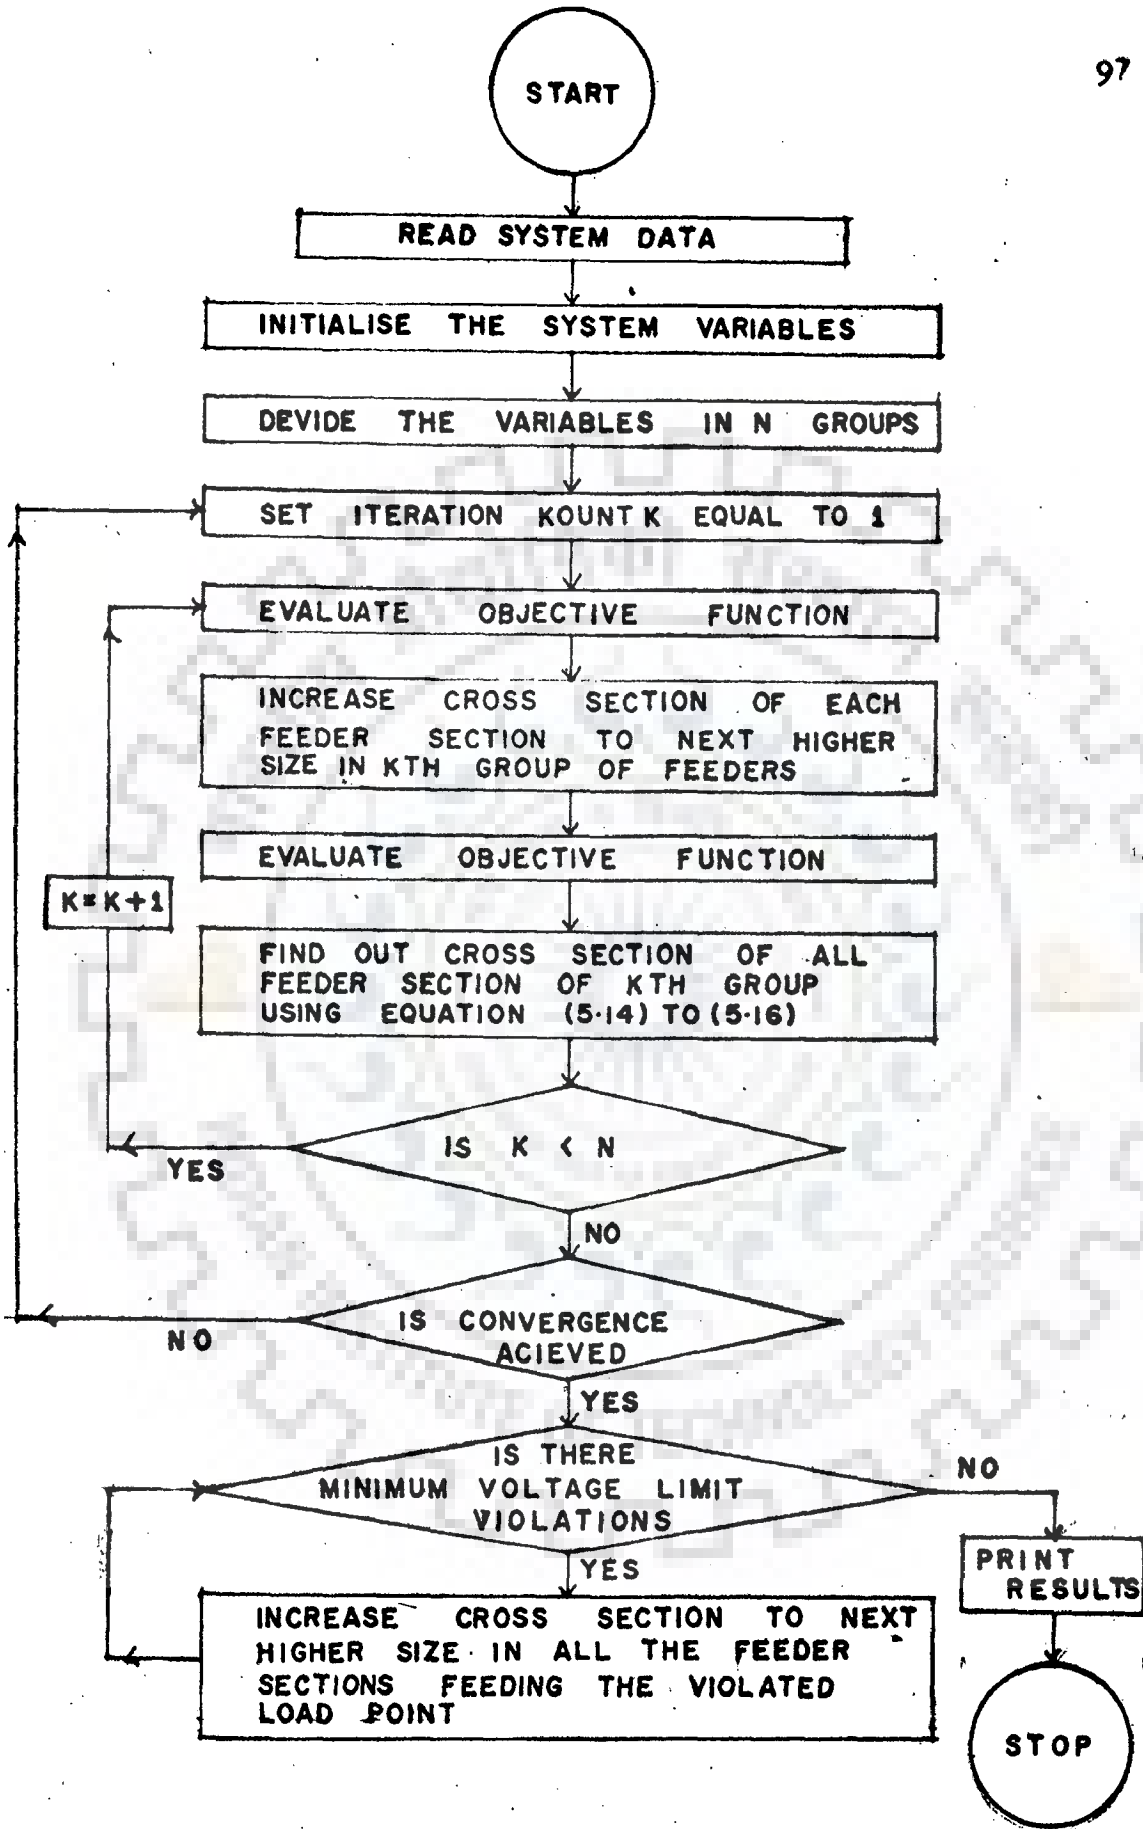 97
START
READ SYSTEM DATA
INITIALISE THE SYSTEM VARIABLES
DEVIDE THE VARIABLES IN N GROUPS
SET ITERATION KOUNT K EQUAL TO 1
EVALUATE OBJECTIVE FUNCTION
INCREASE CROSS SECTION OF EACH
FEEDER SECTION TO NEXT HIGHER
SIZE IN KTH GROUP OF FEEDERS
EVALUATE OBJECTIVE FUNCTION
K=K+1
FIND OUT CROSS SECTION OF ALL
FEEDER SECTION OF KTH GROUP
USING EQUATION (5.14) TO (5.16)
IS K < N
YES
NO
IS CONVERGENCE
ACIEVED
NO
YES
IS THERE
MINIMUM VOLTAGE LIMIT
VIOLATIONS
NO
YES
PRINT
RESULTS
INCREASE CROSS SECTION TO NEXT
HIGHER SIZE IN ALL THE FEEDER
SECTIONS FEEDING THE VIOLATED
LOAD POINT
STOP